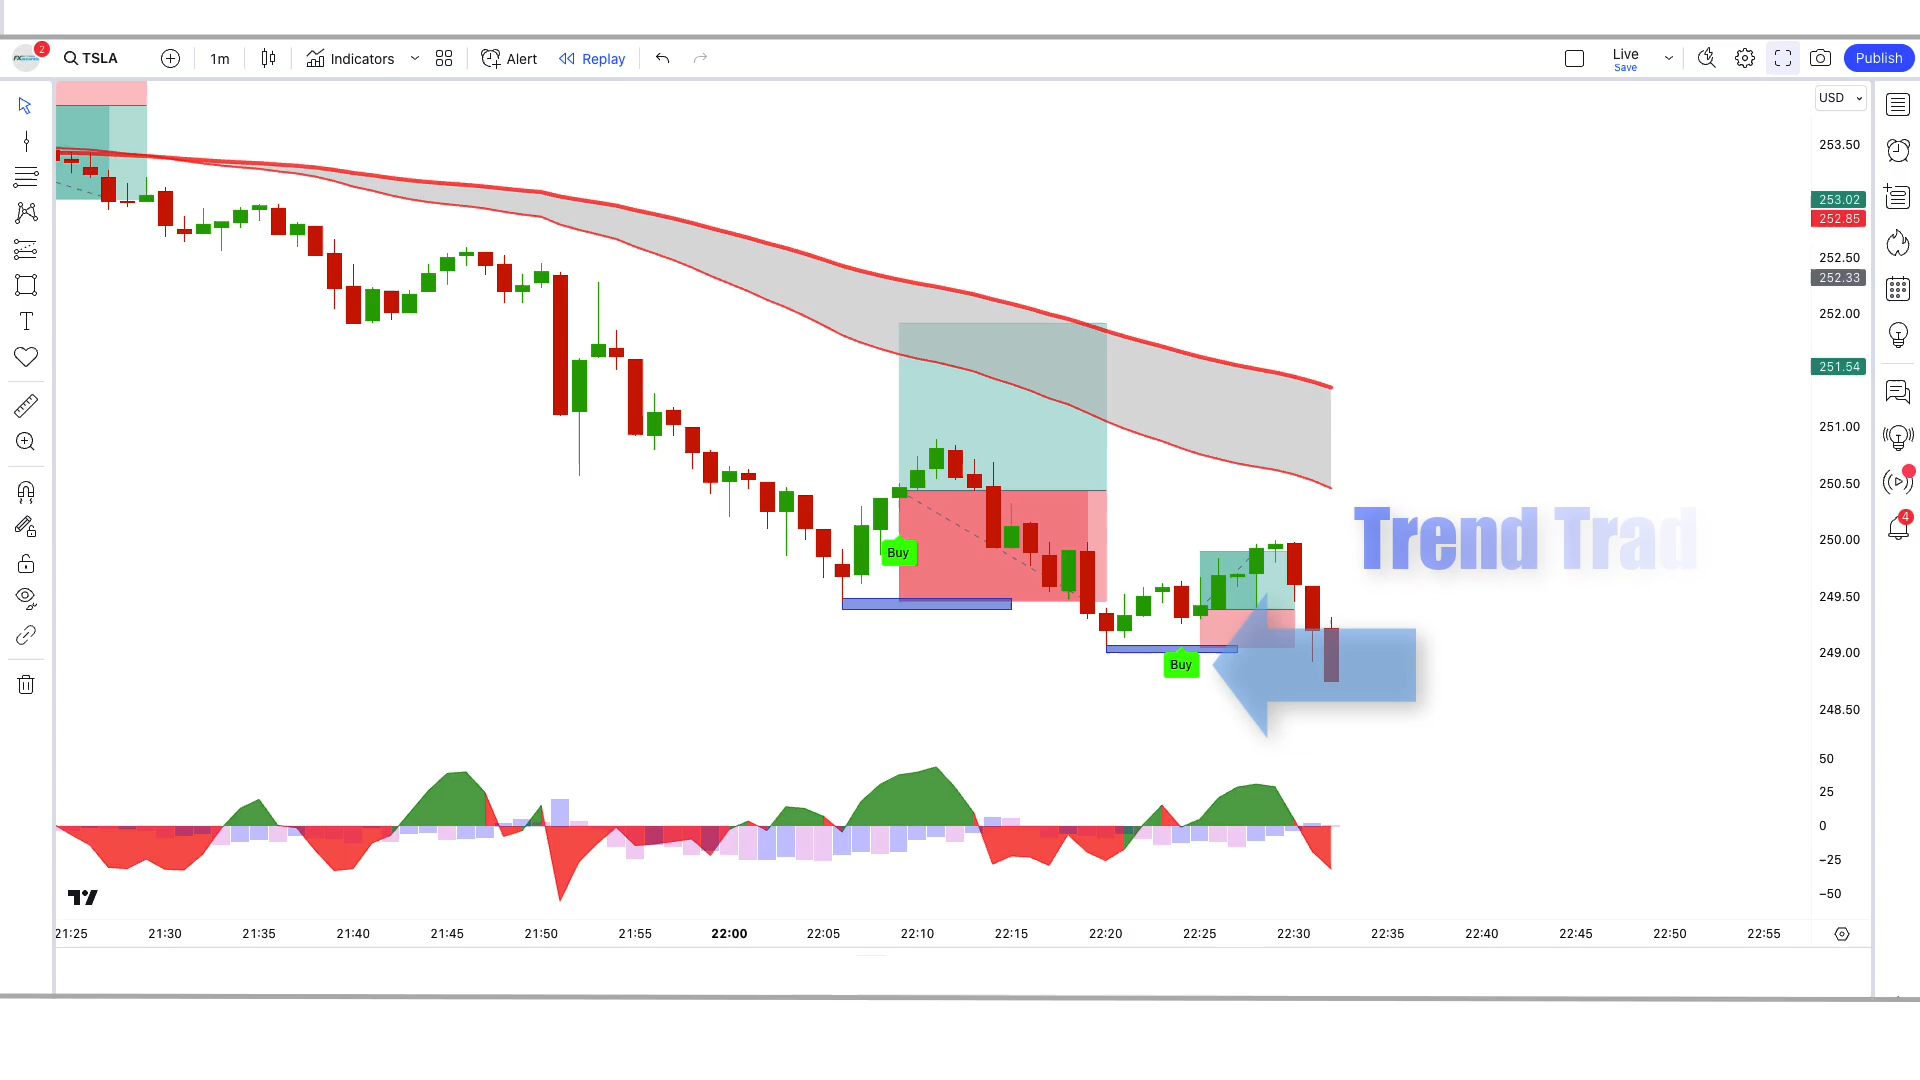 2
TSLA
1m
Indicators
Alert
Replay
Live
Save
Publish
USD
253.50
253.02
252.85
252.50
252.33
252.00
251.54
251.00
250.50
250.00
249.50
249.00
248.50
Trend Trad
Buy
Buy
4
50
25
0
−25
−50
21:25 21:30 21:35 21:40 21:45 21:50 21:55 22:00 22:05 22:10 22:15 22:20 22:25 22:30 22:35 22:40 22:45 22:50 22:55